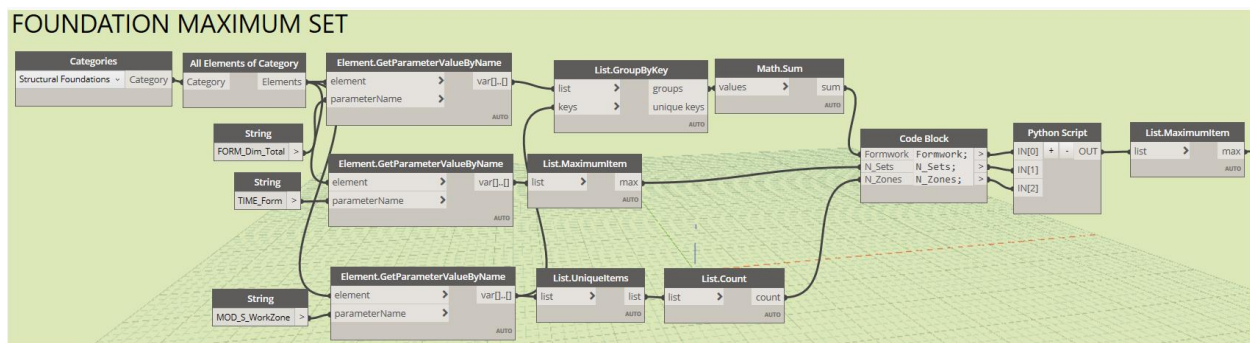 FOUNDATION MAXIMUM SET
Categories
Structural Foundations Category
All Elements of Category
Category Elements
AUTO
Element.GetParameterValueByName
element > var[]..[]
parameterName >
AUTO
String
FORM_Dim_Total >
List.GroupByKey
list > groups
keys > unique keys
AUTO
Math.Sum
values > sum
AUTO
Element.GetParameterValueByName
element > var[]..[]
parameterName >
AUTO
String
TIME_Form >
List.MaximumItem
list > max
AUTO
Code Block
Formwork Formwork; >
N_Sets N_Sets; >
N_Zones N_Zones; >
AUTO
Python Script
IN[0] + - OUT
IN[1]
IN[2]
AUTO
List.MaximumItem
list > max
AUTO
Element.GetParameterValueByName
element > var[]..[]
parameterName >
AUTO
String
MOD_S_WorkZone >
List.UniqueItems
list > list
AUTO
List.Count
list > count
AUTO